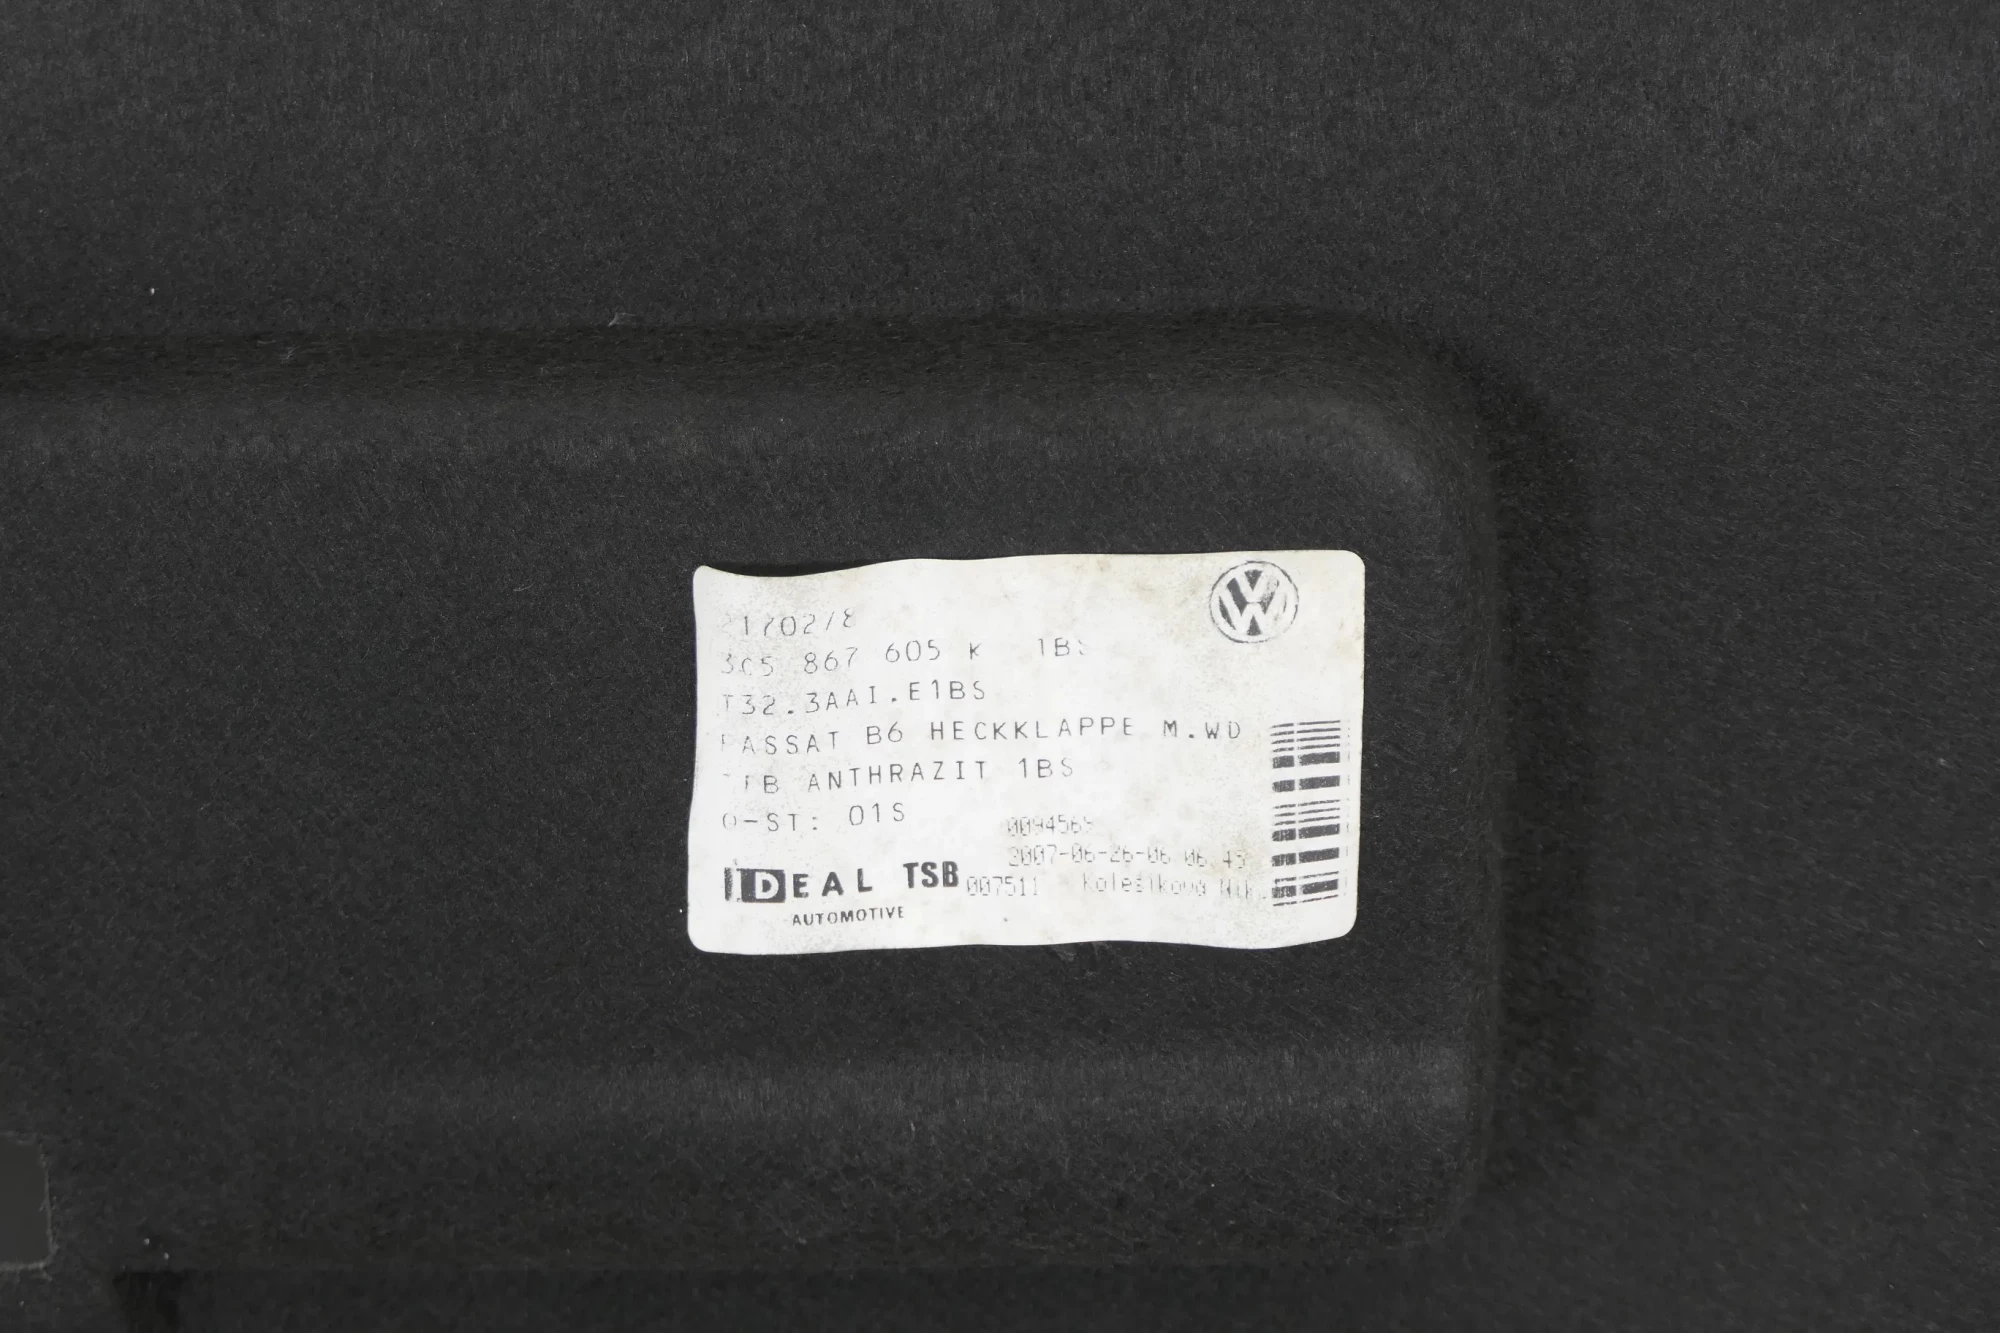 3C5 867 605 K 1BS
T32.3AAI.E1BS
PASSAT B6 HECKKLAPPE M.WD
ANTHRAZIT 1BS
Q-ST: 01S
2007-06-26-06.06.43
IDEAL TSB 007511 Kolesikova
AUTOMOTIVE